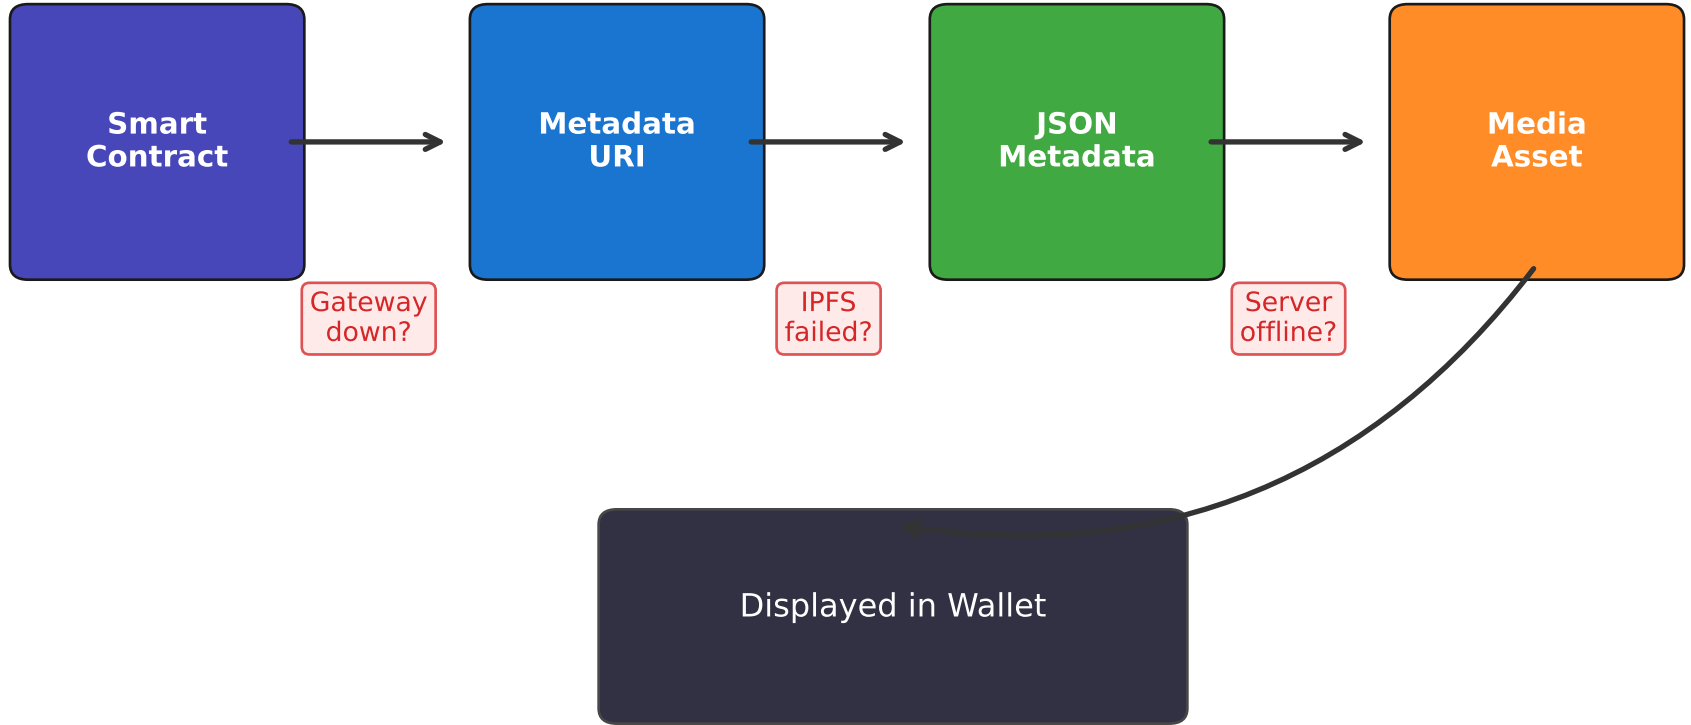 Smart
Contract
Metadata
URI
JSON
Metadata
Media
Asset
Gateway
down?
IPFS
failed?
Server
offline?
Displayed in Wallet